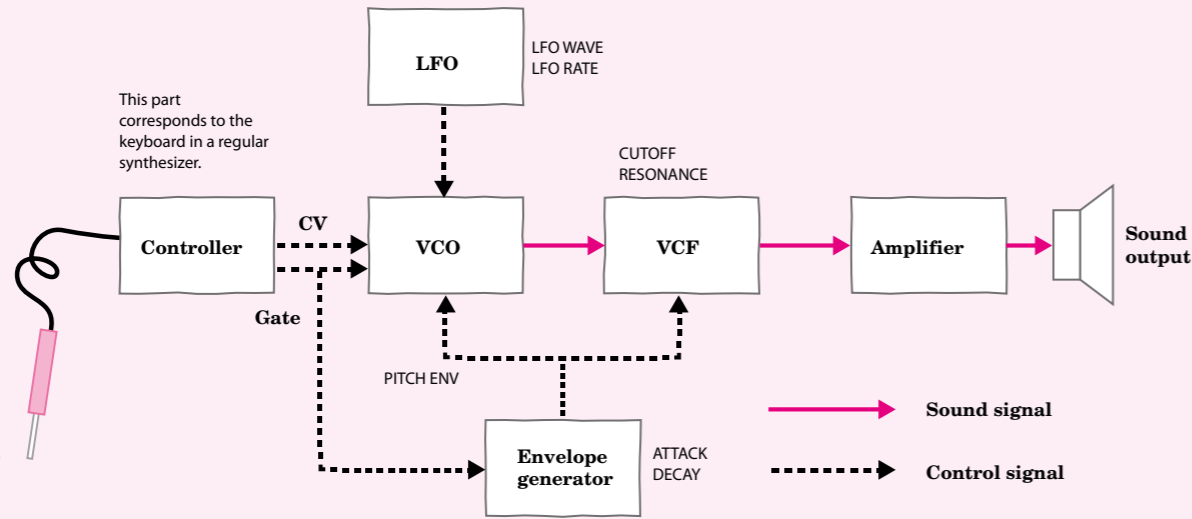 LFO
LFO WAVE
LFO RATE
This part
corresponds to the
keyboard in a regular
synthesizer.
CUTOFF
RESONANCE
Controller
CV
VCO
VCF
Amplifier
Sound
output
Gate
PITCH ENV
Envelope
generator
ATTACK
DECAY
Sound signal
Control signal